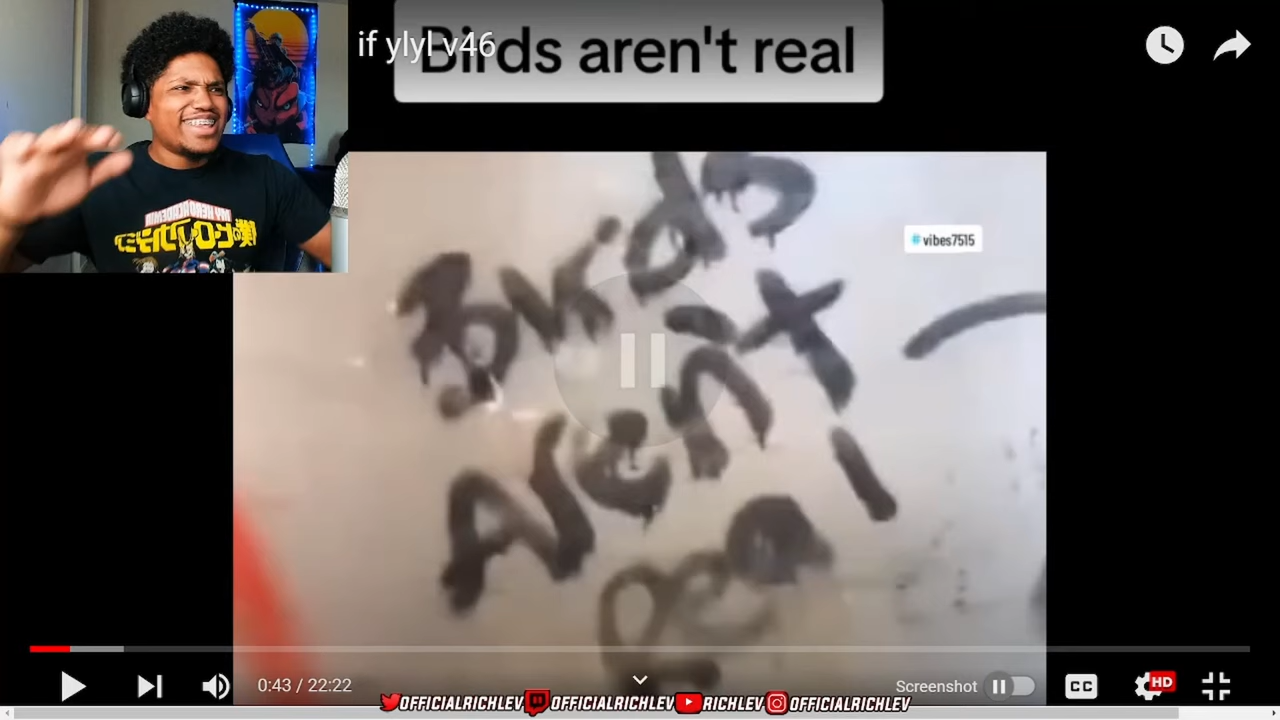 if ylyl v46
Birds aren't real
vibes7515
Birds
Aren't
Real
0:43 / 22:22
Screenshot
CC
HD
OFFICIALRICHLEV OFFICIALRICHLEV RICHLEV OFFICIALRICHLEV